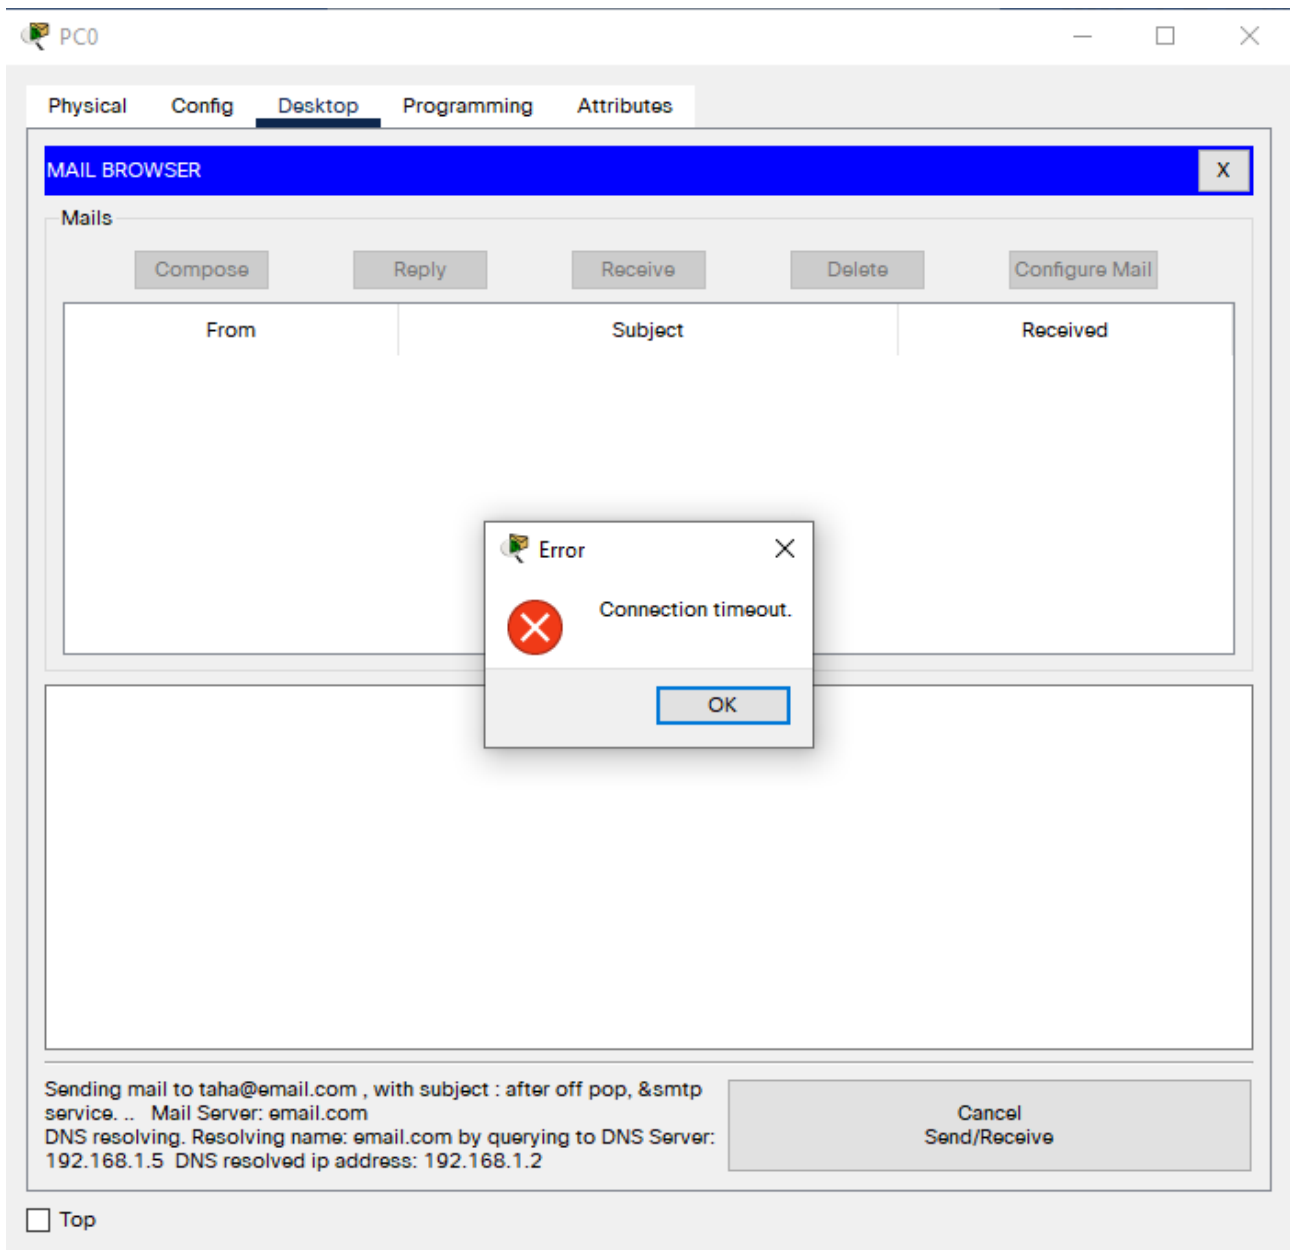 PC0
Physical Config Desktop Programming Attributes
MAIL BROWSER X
Mails
Compose Reply Receive Delete Configure Mail
From Subject Received
Error
Connection timeout.
OK
Sending mail to taha@email.com , with subject : after off pop, &smtp
service. .. Mail Server: email.com
DNS resolving. Resolving name: email.com by querying to DNS Server:
192.168.1.5 DNS resolved ip address: 192.168.1.2
Cancel
Send/Receive
Top